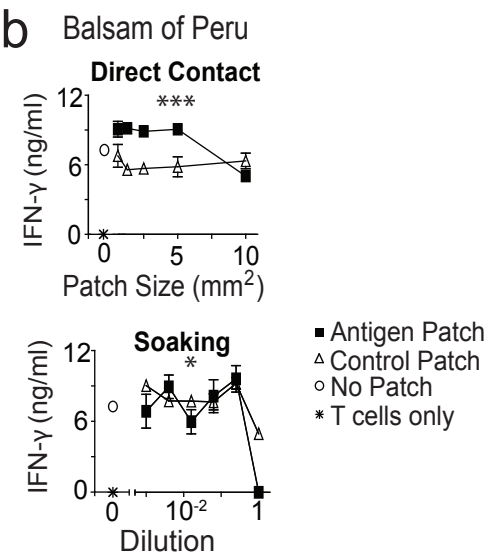 b Balsam of Peru
Direct Contact
***
12
6
0
IFN-γ (ng/ml)
0 5 10
Patch Size (mm²)
Soaking
*
12
6
0
IFN-γ (ng/ml)
0 10⁻² 1
Dilution
■ Antigen Patch
△ Control Patch
○ No Patch
* T cells only